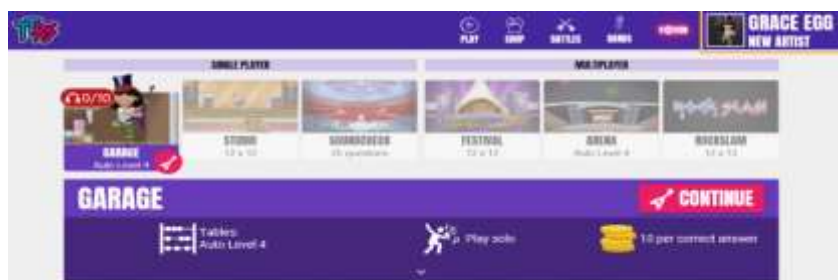 PLAY
SHOP
BATTLES
BANDS
GRACE EGG
NEW ARTIST
SINGLE PLAYER
MULTIPLAYER
0/10
GARAGE
Auto Level 4
STUDIO
12 x 12
SOUNDCHECK
25 questions
FESTIVAL
12 x 12
ARENA
Auto Level 4
ROCK SLAM
ROCKSLAM
12 x 12
GARAGE
CONTINUE
Tables:
Auto Level 4
Play solo
10 per correct answer